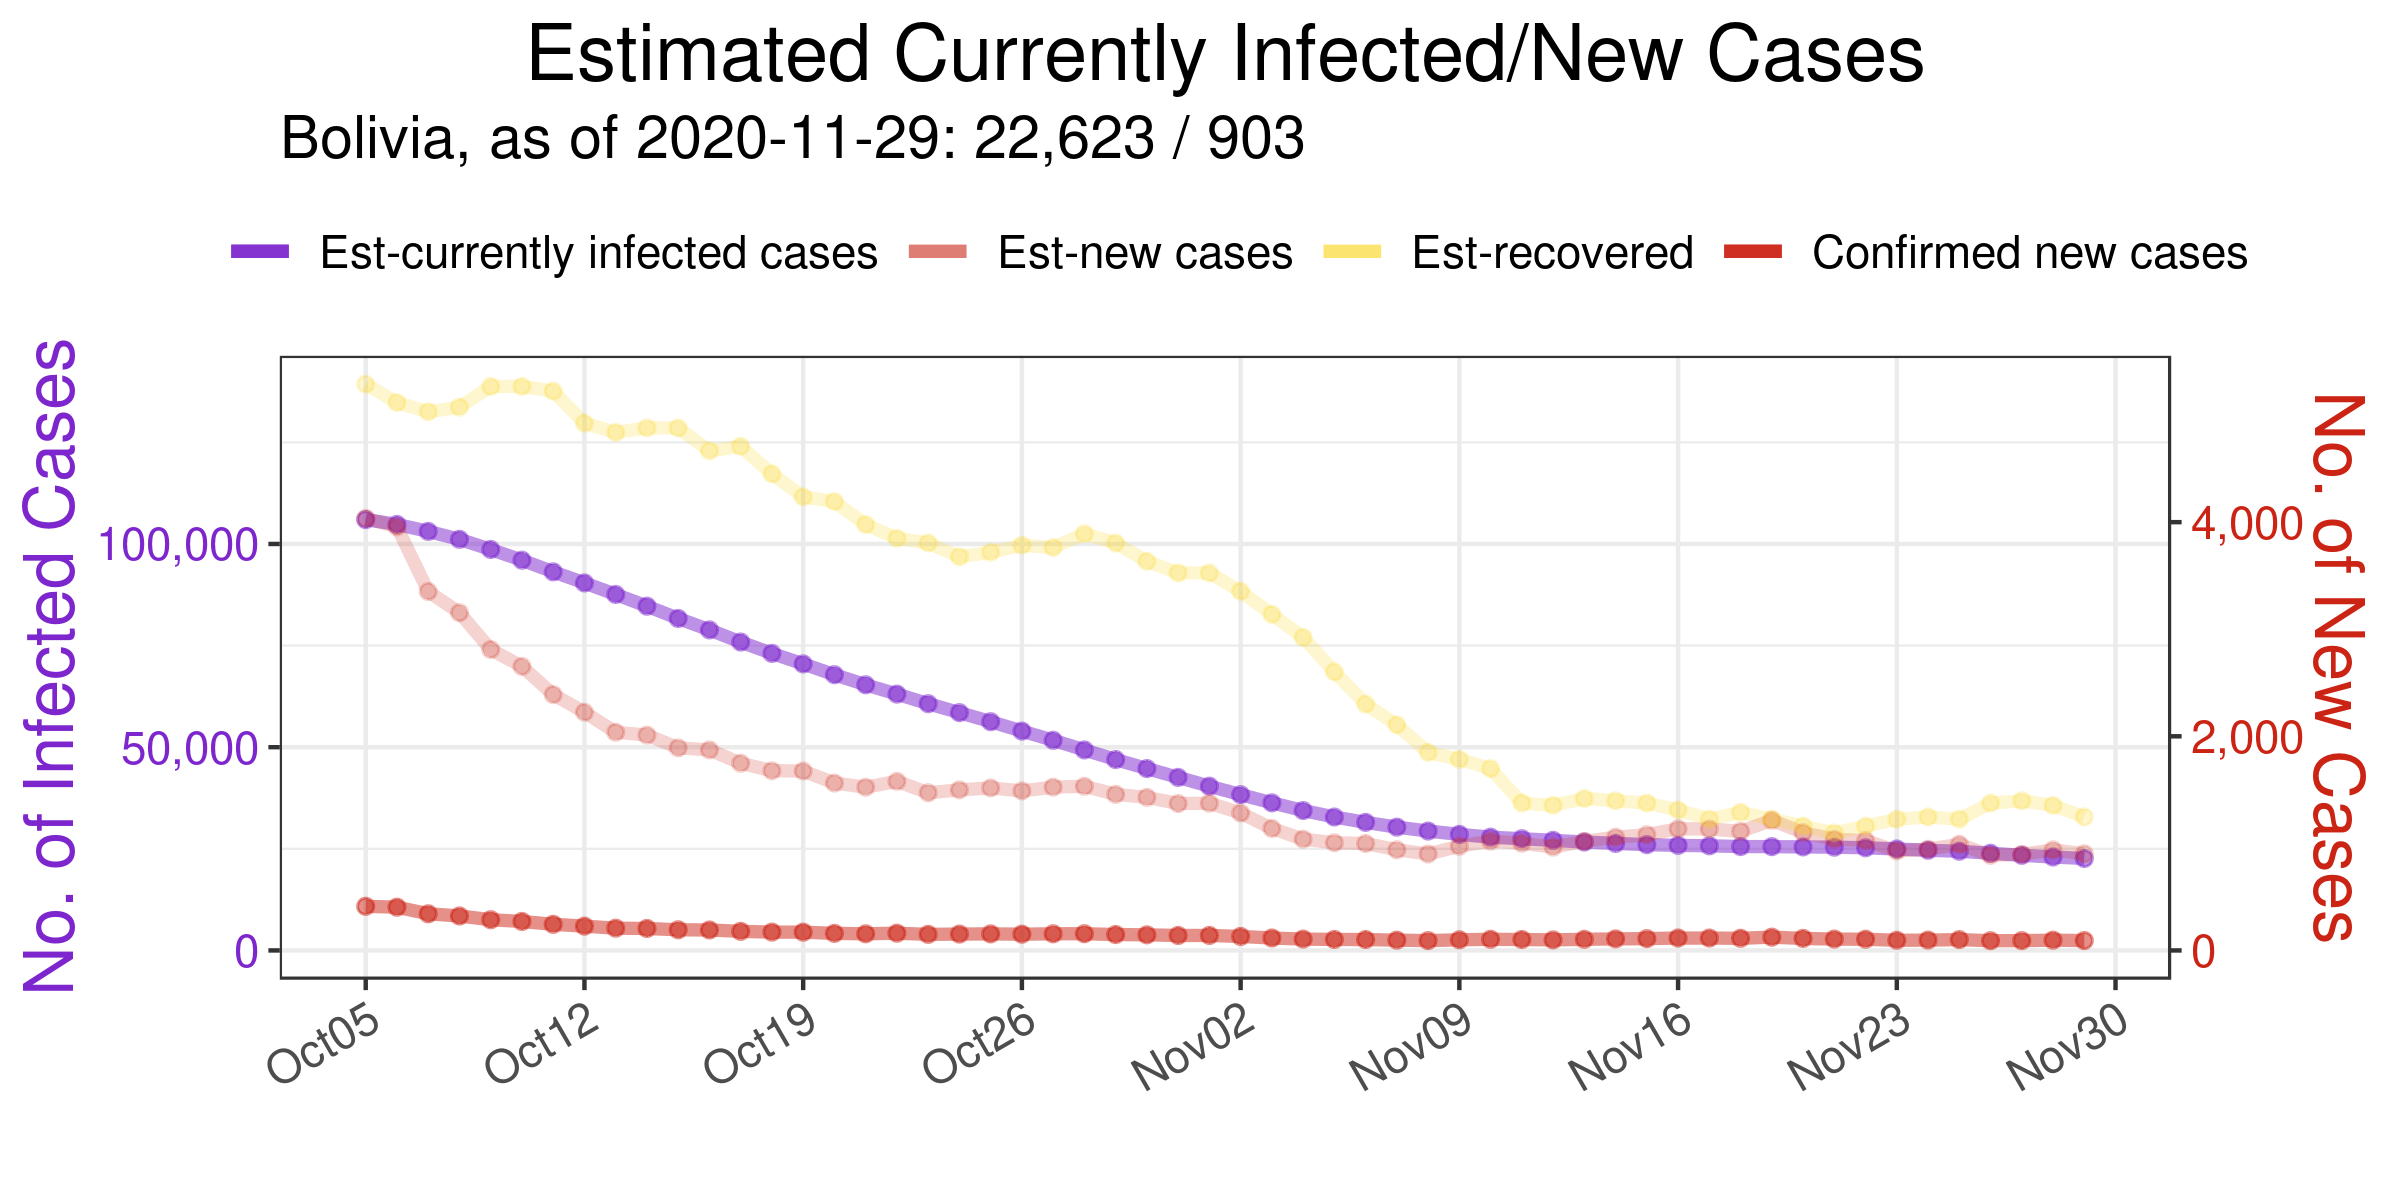 Estimated Currently Infected/New Cases
Bolivia, as of 2020-11-29: 22,623 / 903
Est-currently infected cases Est-new cases Est-recovered Confirmed new cases
No. of Infected Cases
100,000
50,000
0
4,000
2,000
0
No. of New Cases
Oct05 Oct12 Oct19 Oct26 Nov02 Nov09 Nov16 Nov23 Nov30